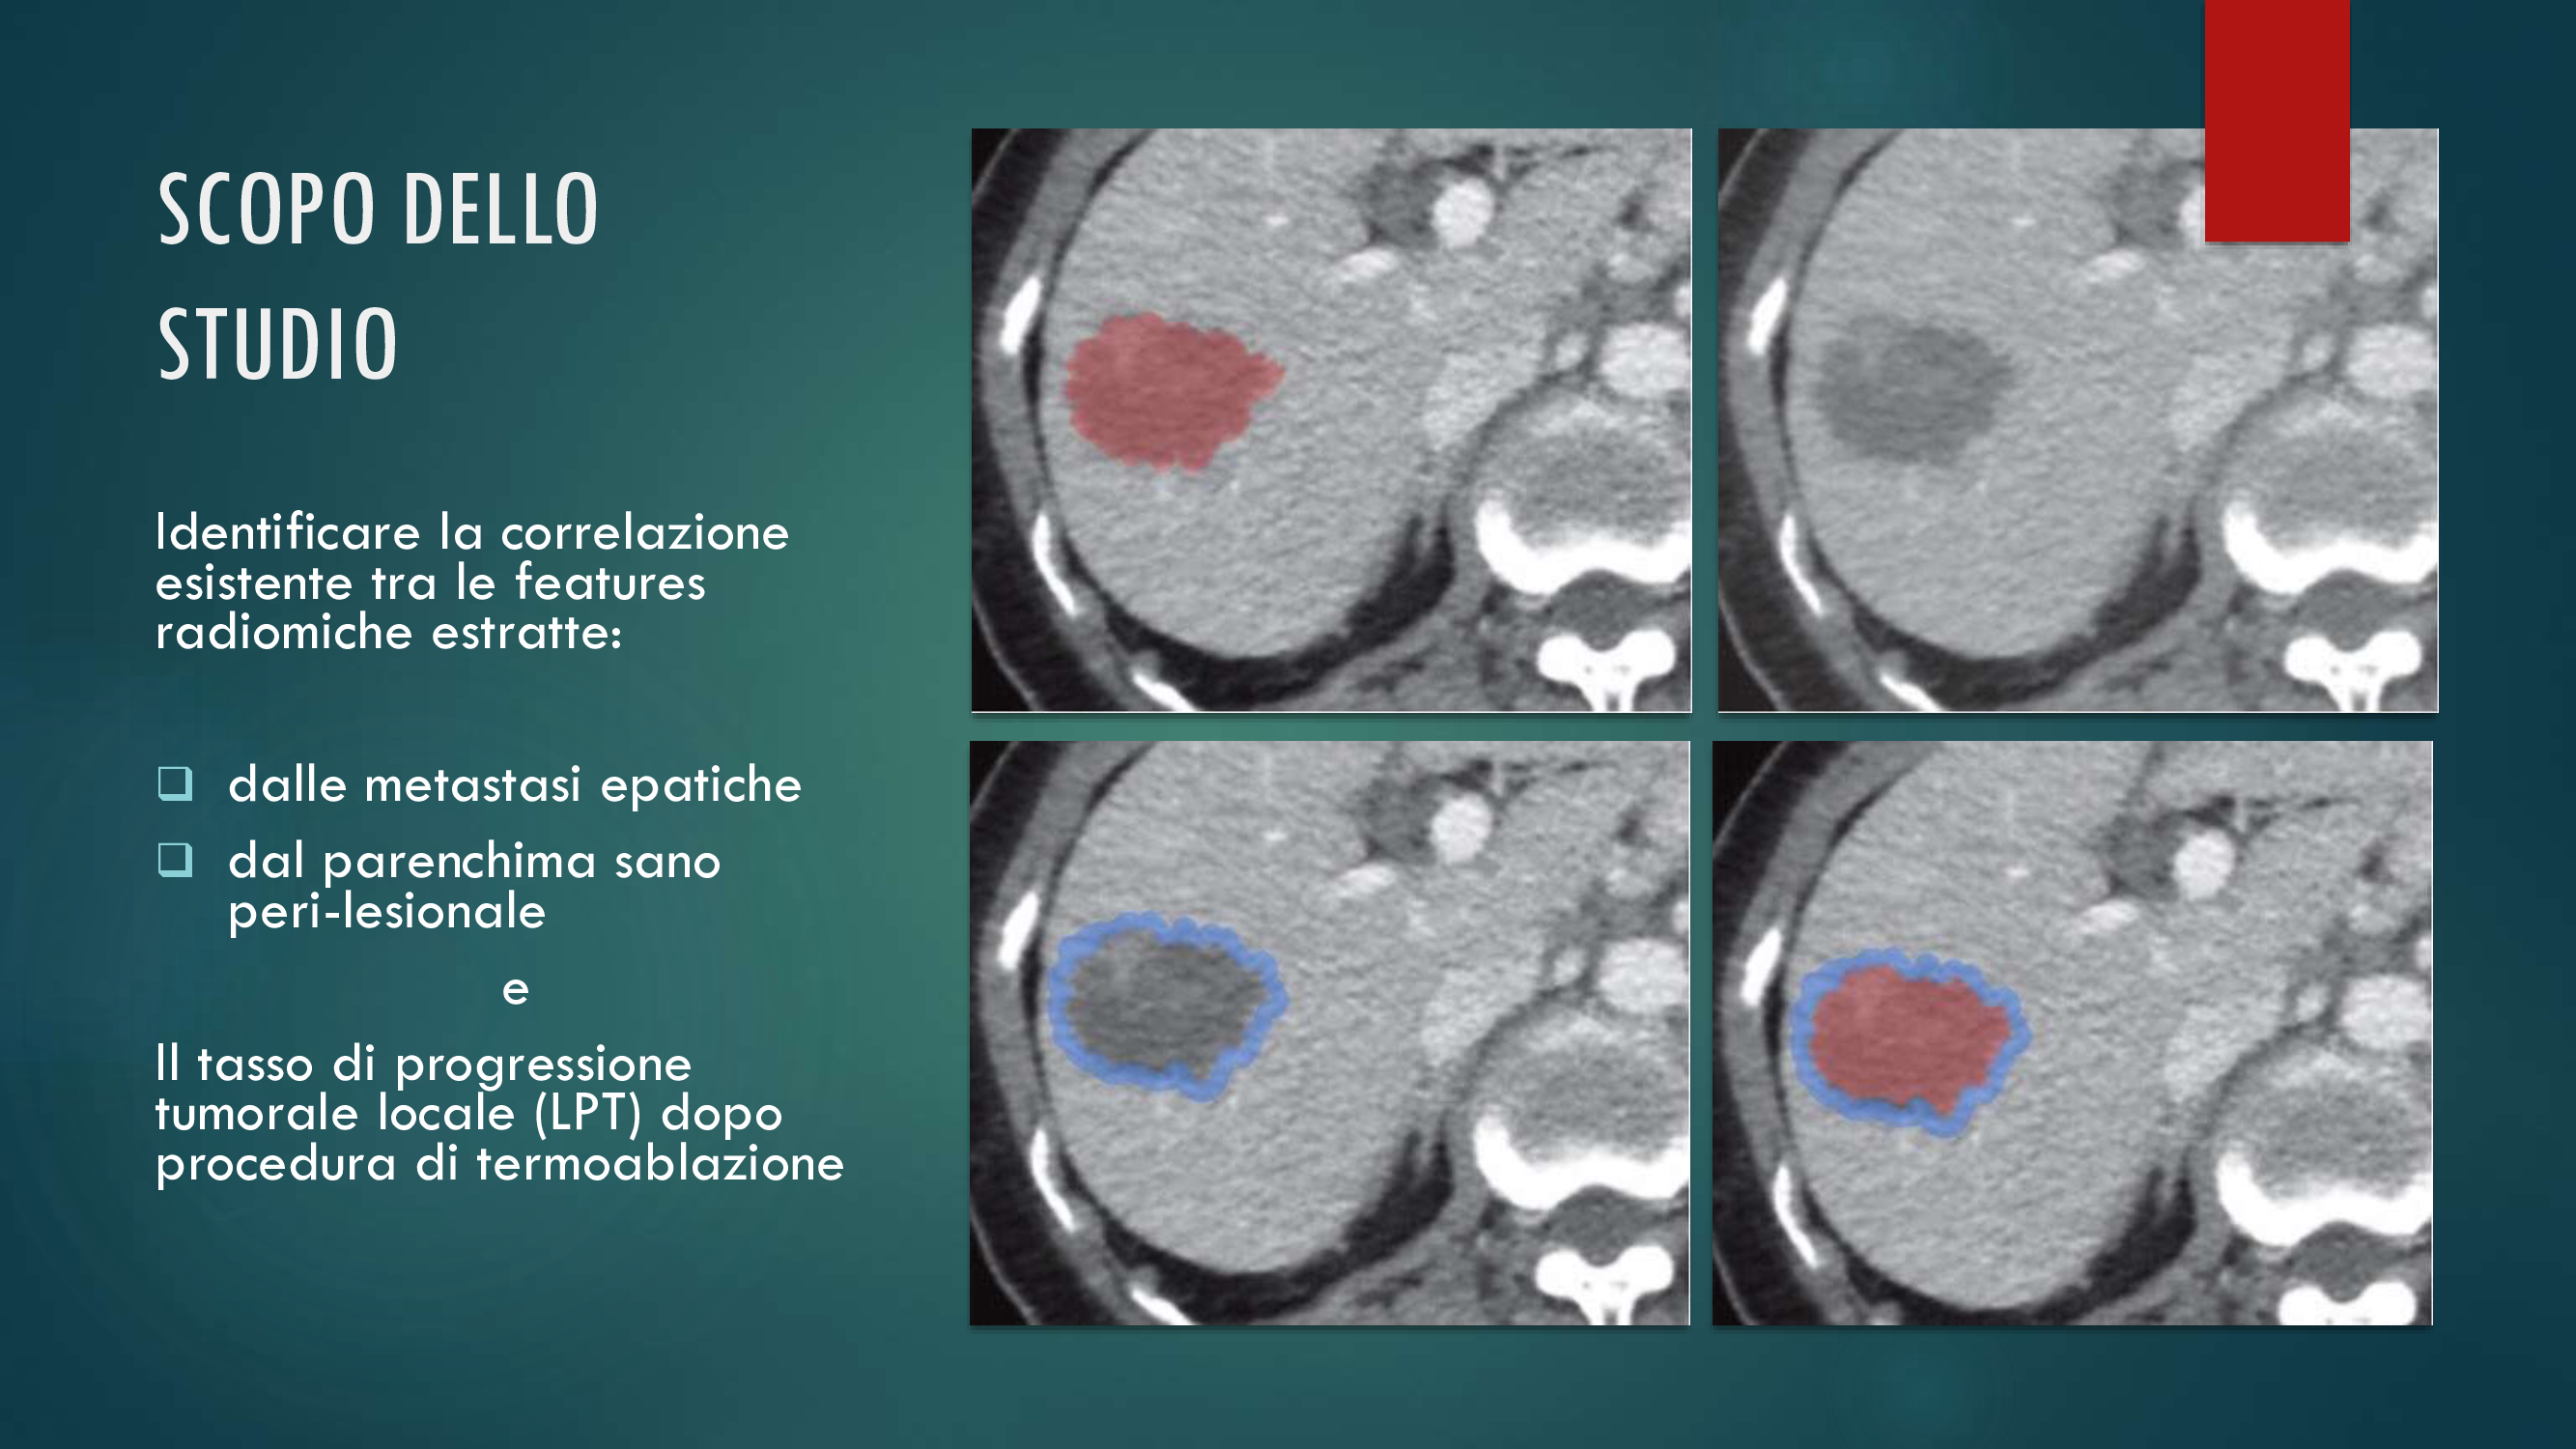 SCOPO DELLO
STUDIO
Identificare la correlazione
esistente tra le features
radiomiche estratte:
❑ dalle metastasi epatiche
❑ dal parenchima sano
peri-lesionale
e
Il tasso di progressione
tumorale locale (LPT) dopo
procedura di termoablazione